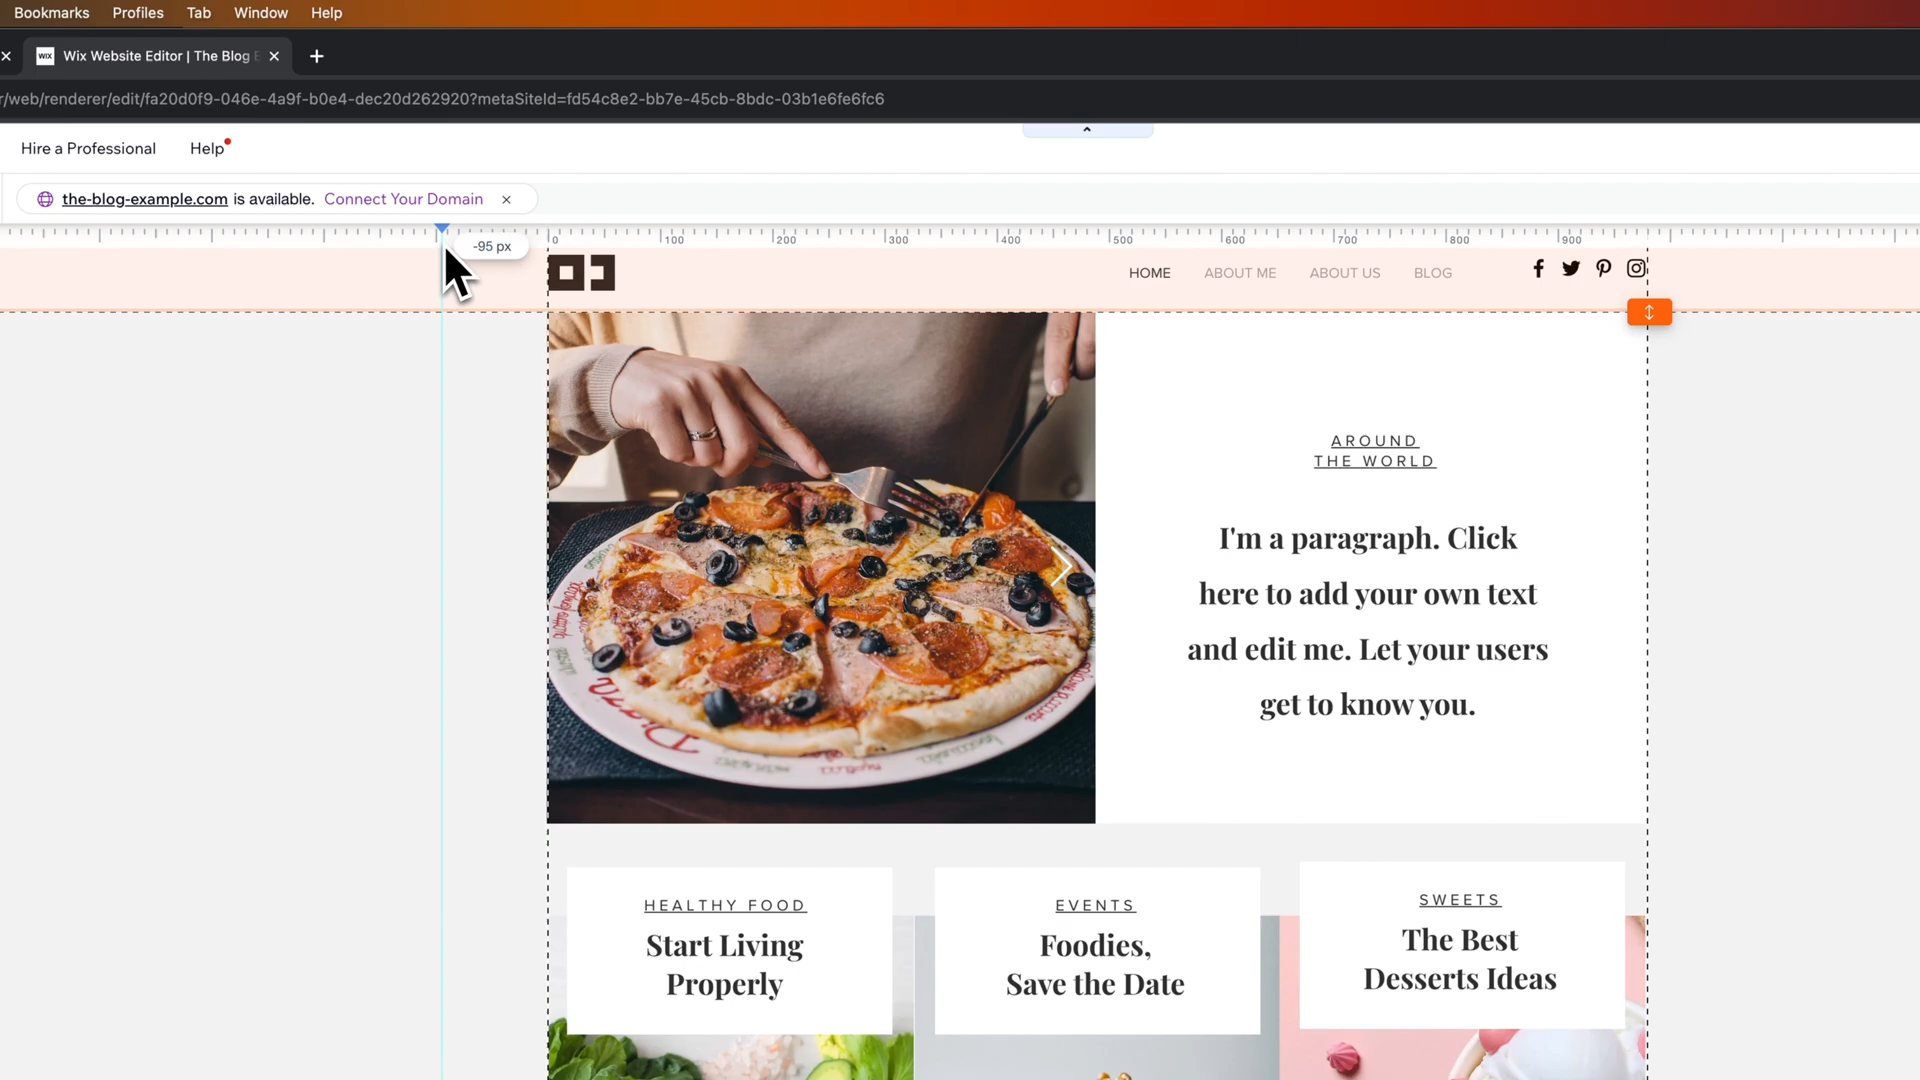 Bookmarks Profiles Tab Window Help
WIX Wix Website Editor | The Blog E
r/web/renderer/edit/fa20d0f9-046e-4a9f-b0e4-dec20d262920?metaSiteId=fd54c8e2-bb7e-45cb-8bdc-03b1e6fe6fc6
Hire a Professional Help
the-blog-example.com is available. Connect Your Domain
0 100 200 300 400 500 600 700 800 900
-95 px
HOME ABOUT ME ABOUT US BLOG
AROUND
THE WORLD
I'm a paragraph. Click
here to add your own text
and edit me. Let your users
get to know you.
HEALTHY FOOD
Start Living
Properly
EVENTS
Foodies,
Save the Date
SWEETS
The Best
Desserts Ideas